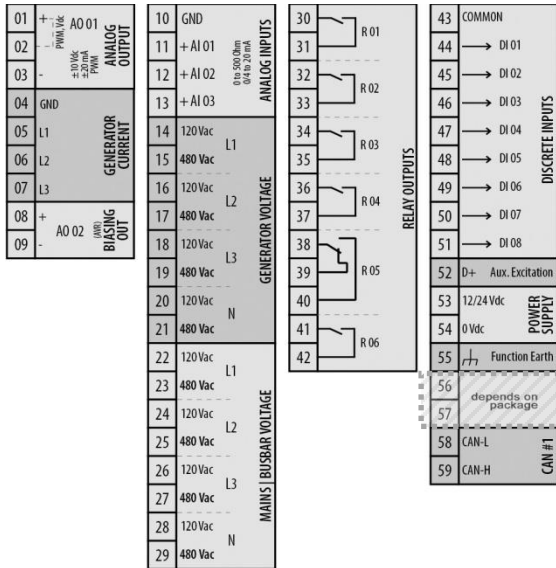 01 + AO 01
02 PWM, Vdc
03 - ±10 Vdc ±20 mA PWM
ANALOG OUTPUT
04 GND
05 L1
06 L2
07 L3
GENERATOR CURRENT
08 + AO 02
09 - (AVR)
BIASING OUT
10 GND
11 + AI 01
12 + AI 02
13 + AI 03
0 to 500 Ohm
0/4 to 20 mA
ANALOG INPUTS
14 120 Vac L1
15 480 Vac
16 120 Vac L2
17 480 Vac
18 120 Vac L3
19 480 Vac
20 120 Vac N
21 480 Vac
GENERATOR VOLTAGE
22 120 Vac L1
23 480 Vac
24 120 Vac L2
25 480 Vac
26 120 Vac L3
27 480 Vac
28 120 Vac N
29 480 Vac
MAINS | BUSBAR VOLTAGE
30 R 01
31
32 R 02
33
34 R 03
35
36 R 04
37
38
39 R 05
40
41 R 06
42
RELAY OUTPUTS
43 COMMON
44 → DI 01
45 → DI 02
46 → DI 03
47 → DI 04
48 → DI 05
49 → DI 06
50 → DI 07
51 → DI 08
DISCRETE INPUTS
52 D+ Aux. Excitation
53 12/24 Vdc
54 0 Vdc
POWER SUPPLY
55 Function Earth
56 depends on
57 package
58 CAN-L
59 CAN-H
CAN #1